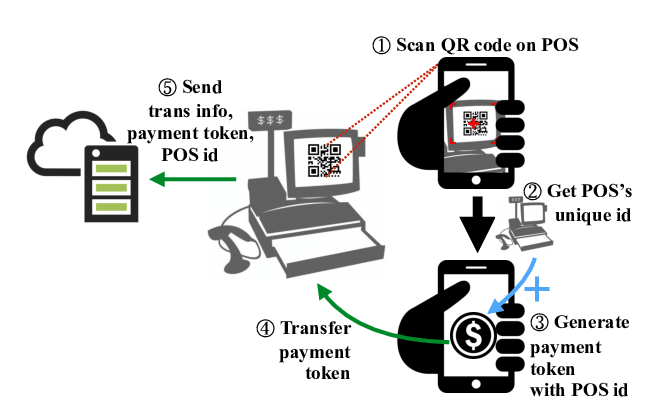 ① Scan QR code on POS
⑤ Send
trans info,
payment token,
POS id
$$$
② Get POS's
unique id
$
③ Generate
payment
token
with POS id
④ Transfer
payment
token